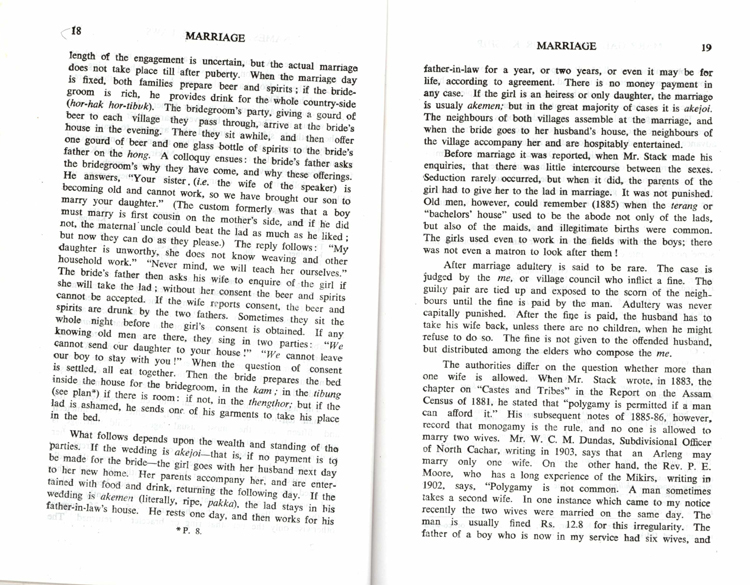 18
MARRIAGE
length of the engagement is uncertain, but the actual marriage
does not take place till after puberty. When the marriage day
is fixed, both families prepare beer and spirits ; if the bride-
groom is rich, he provides drink for the whole country-side
(hor-hak hor-tibuk). The bridegroom's party, giving a gourd of
beer to each village they pass through, arrive at the bride's
house in the evening. There they sit awhile, and then offer
one gourd of beer and one glass bottle of spirits to the bride's
father on the hong. A colloquy ensues : the bride's father asks
the bridegroom's why they have come, and why these offerings.
He answers, "Your sister, (i.e. the wife of the speaker) is
becoming old and cannot work, so we have brought our son to
marry your daughter." (The custom formerly was that a boy
must marry is first cousin on the mother's side, and if he did
not, the maternal uncle could beat the lad as much as he liked ;
but now they can do as they please.) The reply follows : "My
daughter is unworthy, she does not know weaving and other
household work." "Never mind, we will teach her ourselves."
The bride's father then asks his wife to enquire of the girl if
she will take the lad ; without her consent the beer and spirits
cannot be accepted. If the wife reports consent, the beer and
spirits are drunk by the two fathers. Sometimes they sit the
whole night before the girl's consent is obtained. If any
knowing old men are there, they sing in two parties : "We
cannot send our daughter to your house !" "We cannot leave
our boy to stay with you !" When the question of consent
is settled, all eat together. Then the bride prepares the bed
inside the house for the bridegroom, in the kam ; in the tibung
(see plan*) if there is room : if not, in the thengthor; but if the
lad is ashamed, he sends one of his garments to take his place
in the bed.
What follows depends upon the wealth and standing of the
parties. If the wedding is akejoi—that is, if no payment is to
be made for the bride—the girl goes with her husband next day
to her new home. Her parents accompany her, and are enter-
tained with food and drink, returning the following day. If the
wedding is akemen (literally, ripe, pakka), the lad stays in his
father-in-law's house. He rests one day, and then works for his
*P. 8.
MARRIAGE
19
father-in-law for a year, or two years, or even it may be for
life, according to agreement. There is no money payment in
any case. If the girl is an heiress or only daughter, the marriage
is usualy akemen; but in the great majority of cases it is akejoi.
The neighbours of both villages assemble at the marriage, and
when the bride goes to her husband's house, the neighbours of
the village accompany her and are hospitably entertained.
Before marriage it was reported, when Mr. Stack made his
enquiries, that there was little intercourse between the sexes.
Seduction rarely occurred, but when it did, the parents of the
girl had to give her to the lad in marriage. It was not punished.
Old men, however, could remember (1885) when the terang or
"bachelors' house" used to be the abode not only of the lads,
but also of the maids, and illegitimate births were common.
The girls used even to work in the fields with the boys; there
was not even a matron to look after them !
After marriage adultery is said to be rare. The case is
judged by the me, or village council who inflict a fine. The
guilty pair are tied up and exposed to the scorn of the neigh-
bours until the fine is paid by the man. Adultery was never
capitally punished. After the fine is paid, the husband has to
take his wife back, unless there are no children, when he might
refuse to do so. The fine is not given to the offended husband,
but distributed among the elders who compose the me.
The authorities differ on the question whether more than
one wife is allowed. When Mr. Stack wrote, in 1883, the
chapter on "Castes and Tribes" in the Report on the Assam
Census of 1881, he stated that "polygamy is permitted if a man
can afford it." His subsequent notes of 1885-86, however,
record that monogamy is the rule, and no one is allowed to
marry two wives. Mr. W. C. M. Dundas, Subdivisional Officer
of North Cachar, writing in 1903, says that an Arleng may
marry only one wife. On the other hand, the Rev. P. E.
Moore, who has a long experience of the Mikirs, writing in
1902, says, "Polygamy is not common. A man sometimes
takes a second wife. In one instance which came to my notice
recently the two wives were married on the same day. The
man is usually fined Rs. 12.8 for this irregularity. The
father of a boy who is now in my service had six wives, and